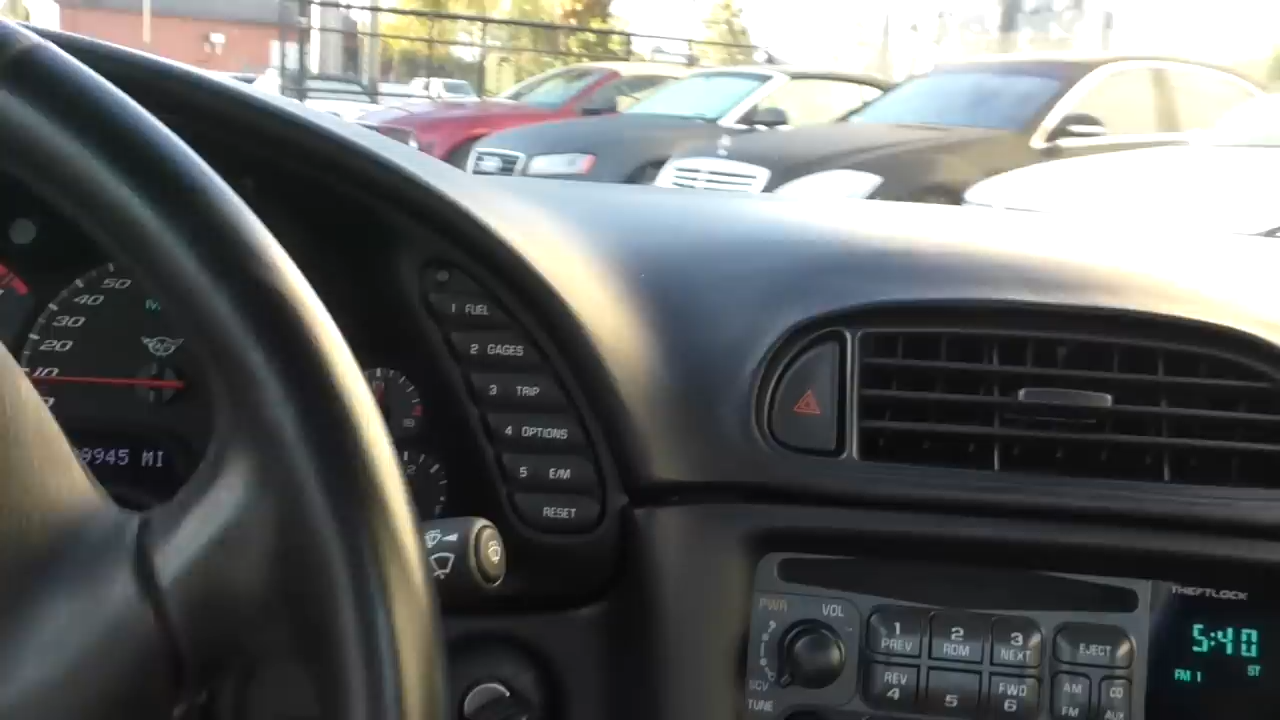 50
40
30
20
10
9945 MI
1 FUEL
2 GAGES
3 TRIP
4 OPTIONS
5 E/M
RESET
THEFTLOCK
PWR
VOL
1 PREV
2 RDM
3 NEXT
EJECT
5:40
FM 1
ST
REV 4
5
FWD 6
AM FM
CD AUX
SCV
TUNE